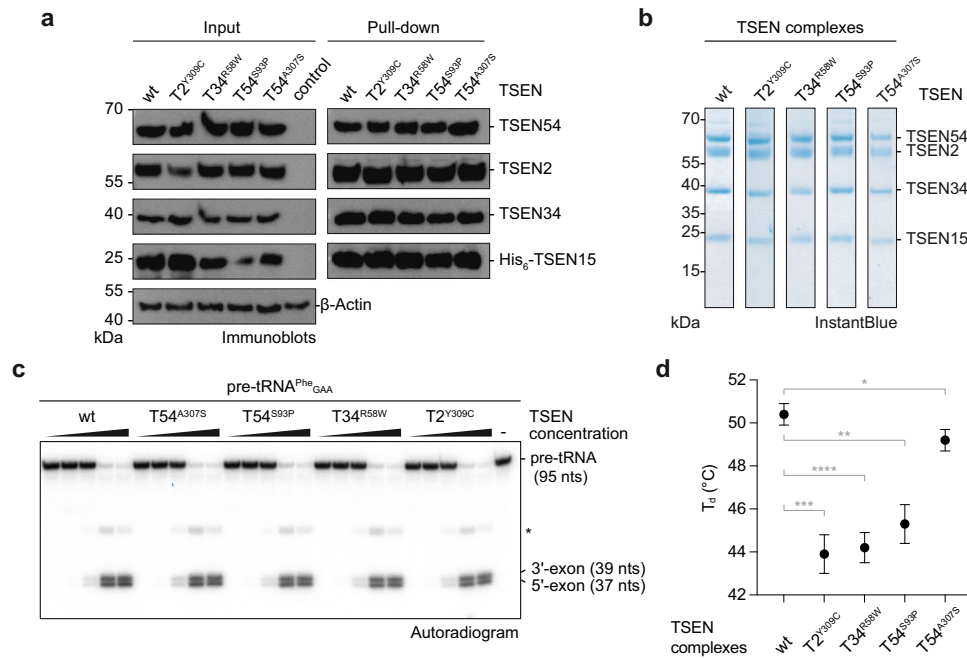 a
Input
Pull-down
wt T2Y309C T34R58W T54S93P T54A307S control
wt T2Y309C T34R58W T54S93P T54A307S TSEN
70
TSEN54
55
TSEN2
40
TSEN34
25
His6-TSEN15
55
β-Actin
40
kDa
Immunoblots
b
TSEN complexes
wt T2Y309C T34R58W T54S93P T54A307S TSEN
70
TSEN54
TSEN2
55
40
TSEN34
35
25
TSEN15
15
kDa
InstantBlue
c
pre-tRNAPheGAA
wt T54A307S T54S93P T34R58W T2Y309C TSEN
concentration
-
pre-tRNA
(95 nts)
*
3'-exon (39 nts)
5'-exon (37 nts)
Autoradiogram
d
52
50
48
46
44
42
Td (°C)
*
**
****
***
TSEN
complexes
wt T2Y309C T34R58W T54S93P T54A307S